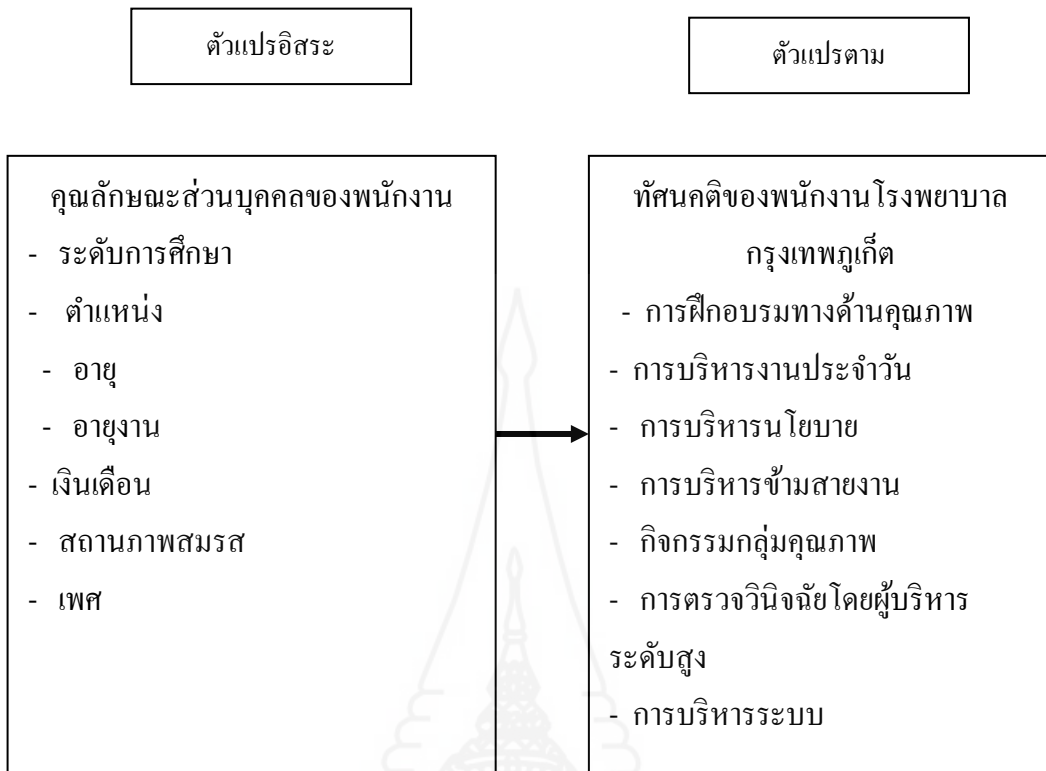 ตัวแปรอิสระ
ตัวแปรตาม
คุณลักษณะส่วนบุคคลของพนักงาน
- ระดับการศึกษา
- ตำแหน่ง
- อายุ
- อายุงาน
- เงินเดือน
- สถานภาพสมรส
- เพศ
ทัศนคติของพนักงานโรงพยาบาล
กรุงเทพภูเก็ต
- การฝึกอบรมทางด้านคุณภาพ
- การบริหารงานประจำวัน
- การบริหารนโยบาย
- การบริหารข้ามสายงาน
- กิจกรรมกลุ่มคุณภาพ
- การตรวจวินิจฉัยโดยผู้บริหาร
ระดับสูง
- การบริหารระบบ